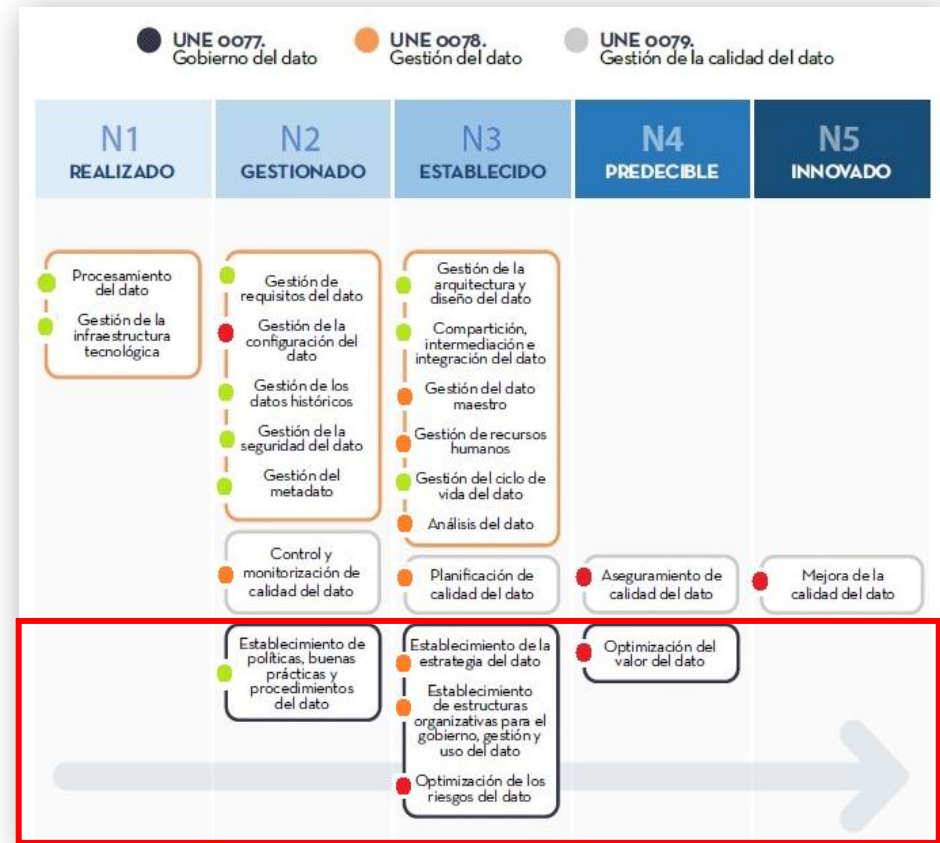 UNE 0077.
Gobierno del dato
UNE 0078.
Gestión del dato
UNE 0079.
Gestión de la calidad del dato
N1
REALIZADO
N2
GESTIONADO
N3
ESTABLECIDO
N4
PREDECIBLE
N5
INNOVADO
Procesamiento
del dato
Gestión de la
infraestructura
tecnológica
Gestión de
requisitos del dato
Gestión de la
configuración del
dato
Gestión de los
datos históricos
Gestión de la
seguridad del dato
Gestión del
metadato
Gestión de la
arquitectura y
diseño del dato
Compartición,
intermediación e
integración del dato
Gestión del dato
maestro
Gestión de recursos
humanos
Gestión del ciclo de
vida del dato
Análisis del dato
Control y
monitorización de
calidad del dato
Planificación de
calidad del dato
Aseguramiento de
calidad del dato
Mejora de la
calidad del dato
Establecimiento de
políticas, buenas
prácticas y
procedimientos
del dato
Establecimiento de la
estrategia del dato
Establecimiento
de estructuras
organizativas para el
gobierno, gestión y
uso del dato
Optimización de los
riesgos del dato
Optimización del
valor del dato